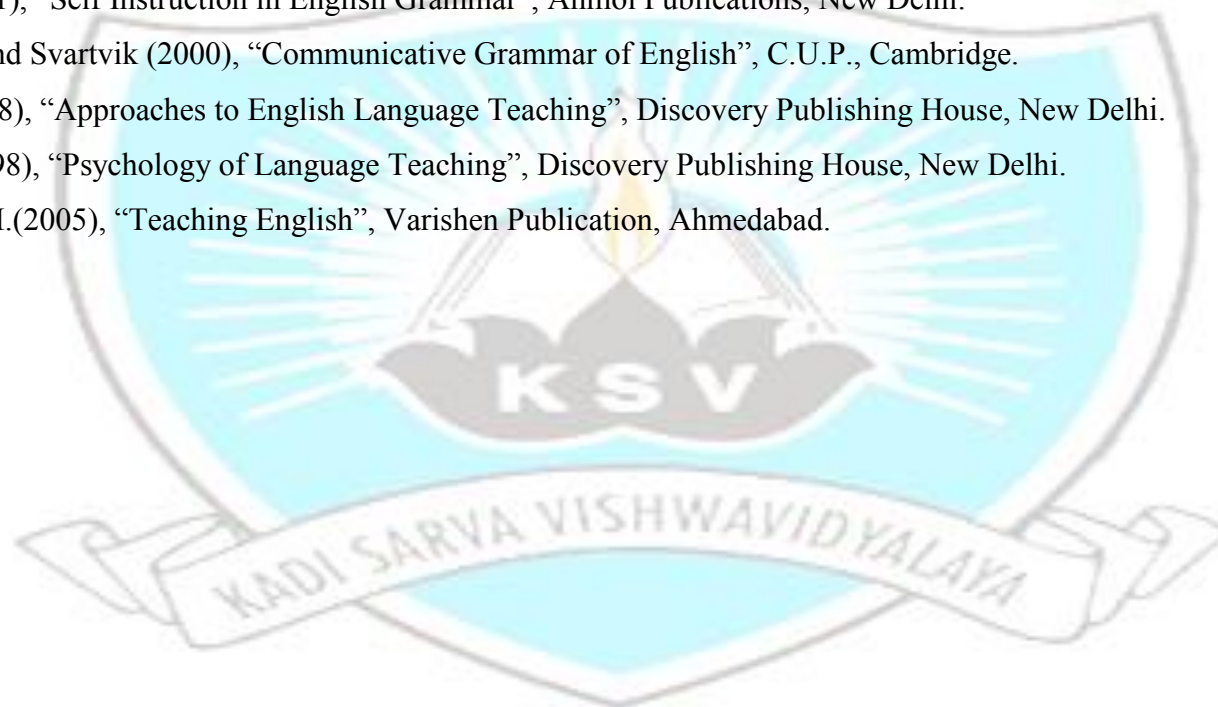 ), “Self Instruction in English Grammar”, Anmol Publications, New Delhi.
nd Svartvik (2000), “Communicative Grammar of English”, C.U.P., Cambridge.
8), “Approaches to English Language Teaching”, Discovery Publishing House, New Delhi.
98), “Psychology of Language Teaching”, Discovery Publishing House, New Delhi.
I.(2005), “Teaching English”, Varishen Publication, Ahmedabad.
KSV
KADI SARVA VISHWAVIDYALAYA